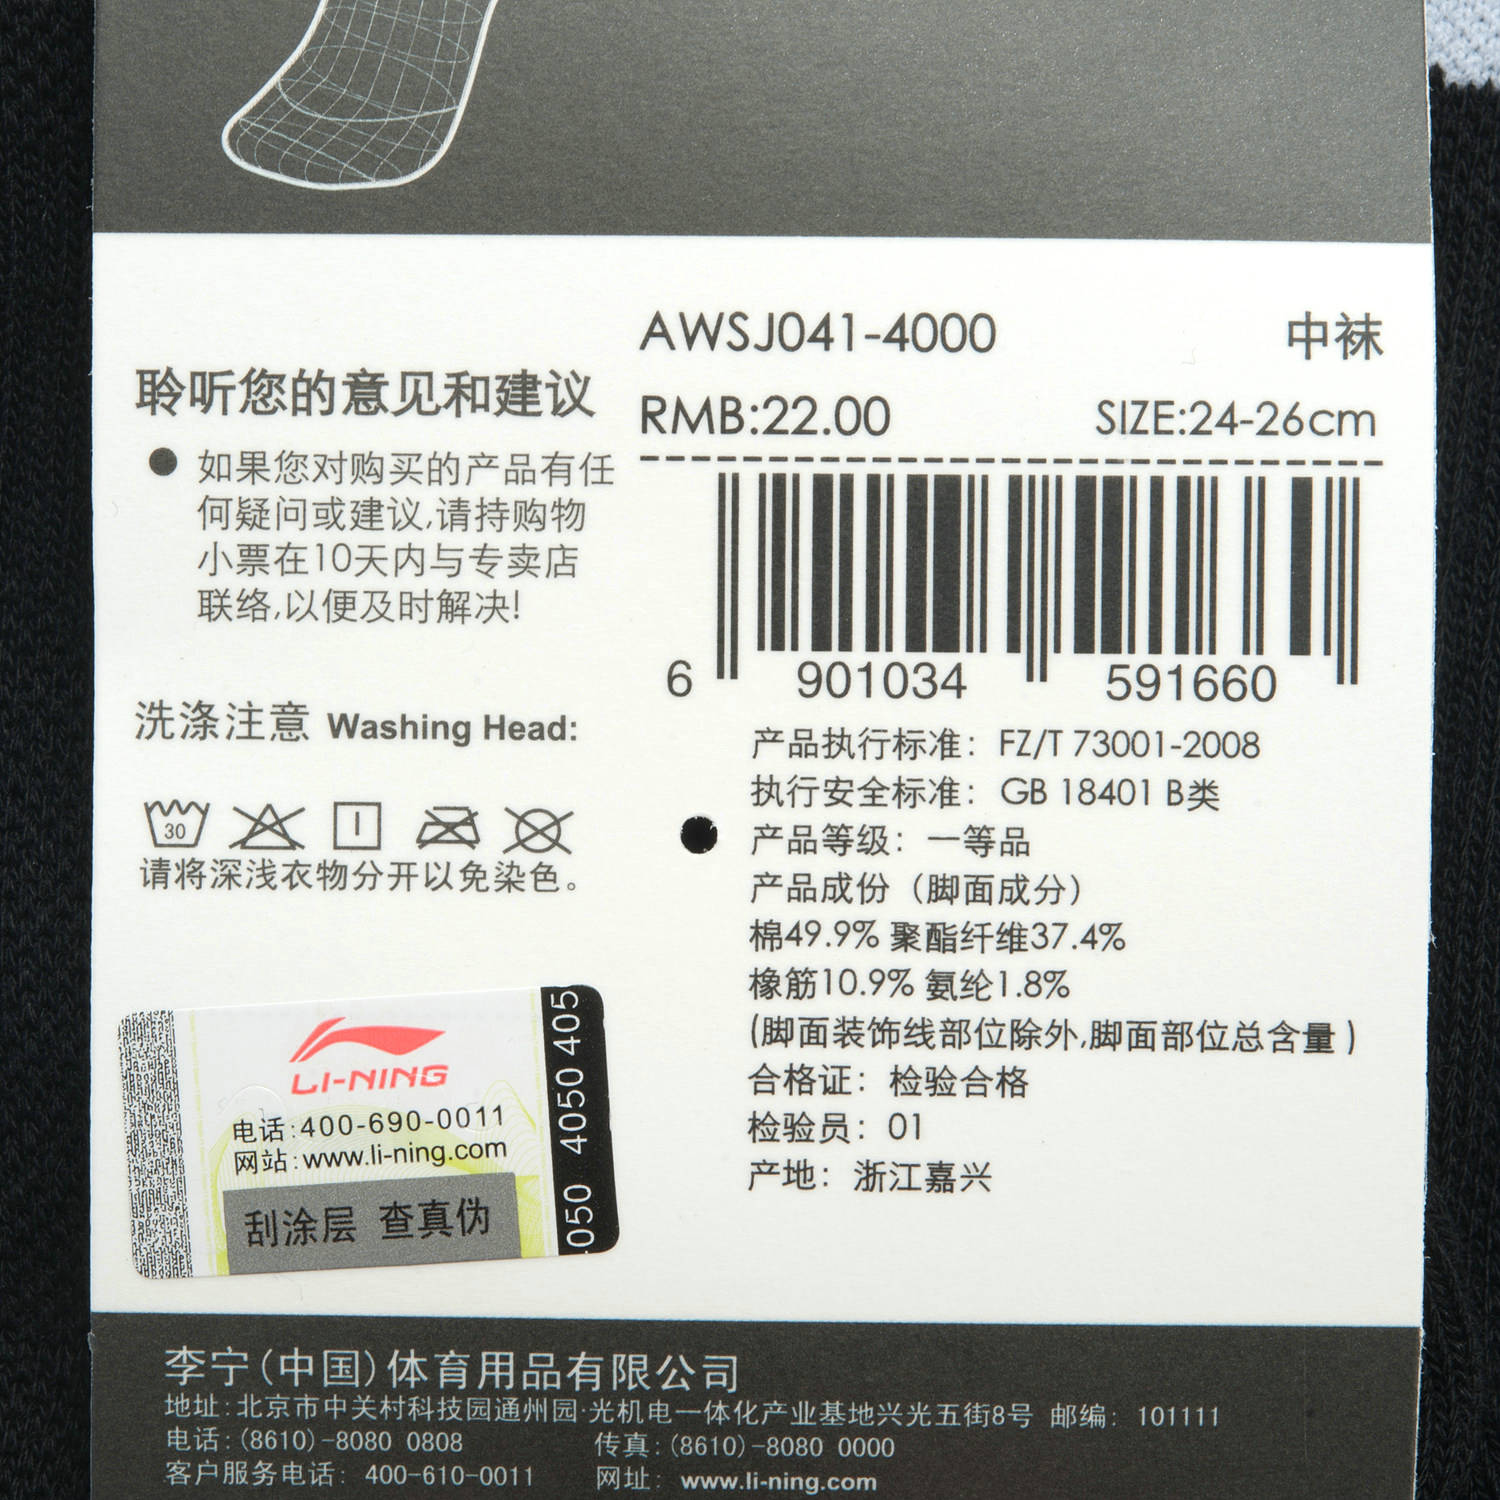 AWSJ041-4000 中袜
RMB:22.00 SIZE:24-26cm
6 901034 591660
聆听您的意见和建议
● 如果您对购买的产品有任
何疑问或建议,请持购物
小票在10天内与专卖店
联络,以便及时解决!
洗涤注意 Washing Head:
30
请将深浅衣物分开以免染色。
产品执行标准: FZ/T 73001-2008
执行安全标准: GB 18401 B类
产品等级: 一等品
产品成份(脚面成分)
棉49.9% 聚酯纤维37.4%
橡筋10.9% 氨纶1.8%
(脚面装饰线部位除外,脚面部位总含量)
合格证: 检验合格
检验员: 01
产地: 浙江嘉兴
LI-NING
电话:400-690-0011
网站:www.li-ning.com
刮涂层 查真伪
050 4050 405
李宁(中国)体育用品有限公司
地址:北京市中关村科技园通州园·光机电一体化产业基地兴光五街8号 邮编: 101111
电话:(8610)-8080 0808 传真:(8610)-8080 0000
客户服务电话: 400-610-0011 网址: www.li-ning.com